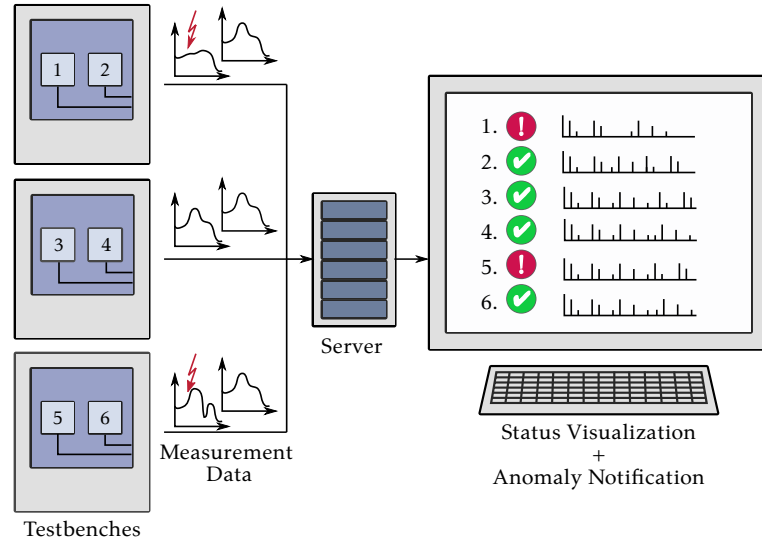 1 2
3 4
5 6
Testbenches
Measurement
Data
Server
1. !
2.
3.
4.
5. !
6.
Status Visualization
+
Anomaly Notification